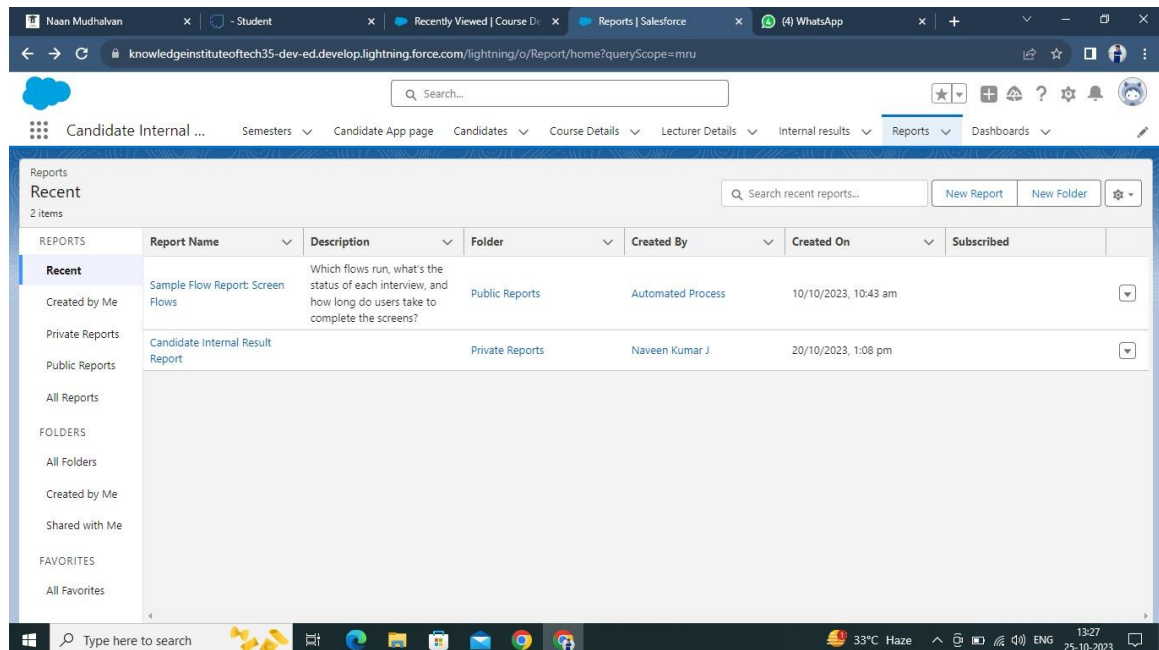 Naan Mudhalvan
- Student
Recently Viewed | Course De
Reports | Salesforce
(4) WhatsApp
knowledgeinstituteoftech35-dev-ed.develop.lightning.force.com/lightning/o/Report/home?queryScope=mru
Search...
Candidate Internal ...
Semesters
Candidate App page
Candidates
Course Details
Lecturer Details
Internal results
Reports
Dashboards
Reports
Recent
2 items
Search recent reports...
New Report
New Folder
REPORTS
Recent
Created by Me
Private Reports
Public Reports
All Reports
FOLDERS
All Folders
Created by Me
Shared with Me
FAVORITES
All Favorites
Report Name
Description
Folder
Created By
Created On
Subscribed
Sample Flow Report: Screen
Flows
Which flows run, what's the
status of each interview, and
how long do users take to
complete the screens?
Public Reports
Automated Process
10/10/2023, 10:43 am
Candidate Internal Result
Report
Private Reports
Naveen Kumar J
20/10/2023, 1:08 pm
Type here to search
33°C Haze
ENG
13:27
25-10-2023